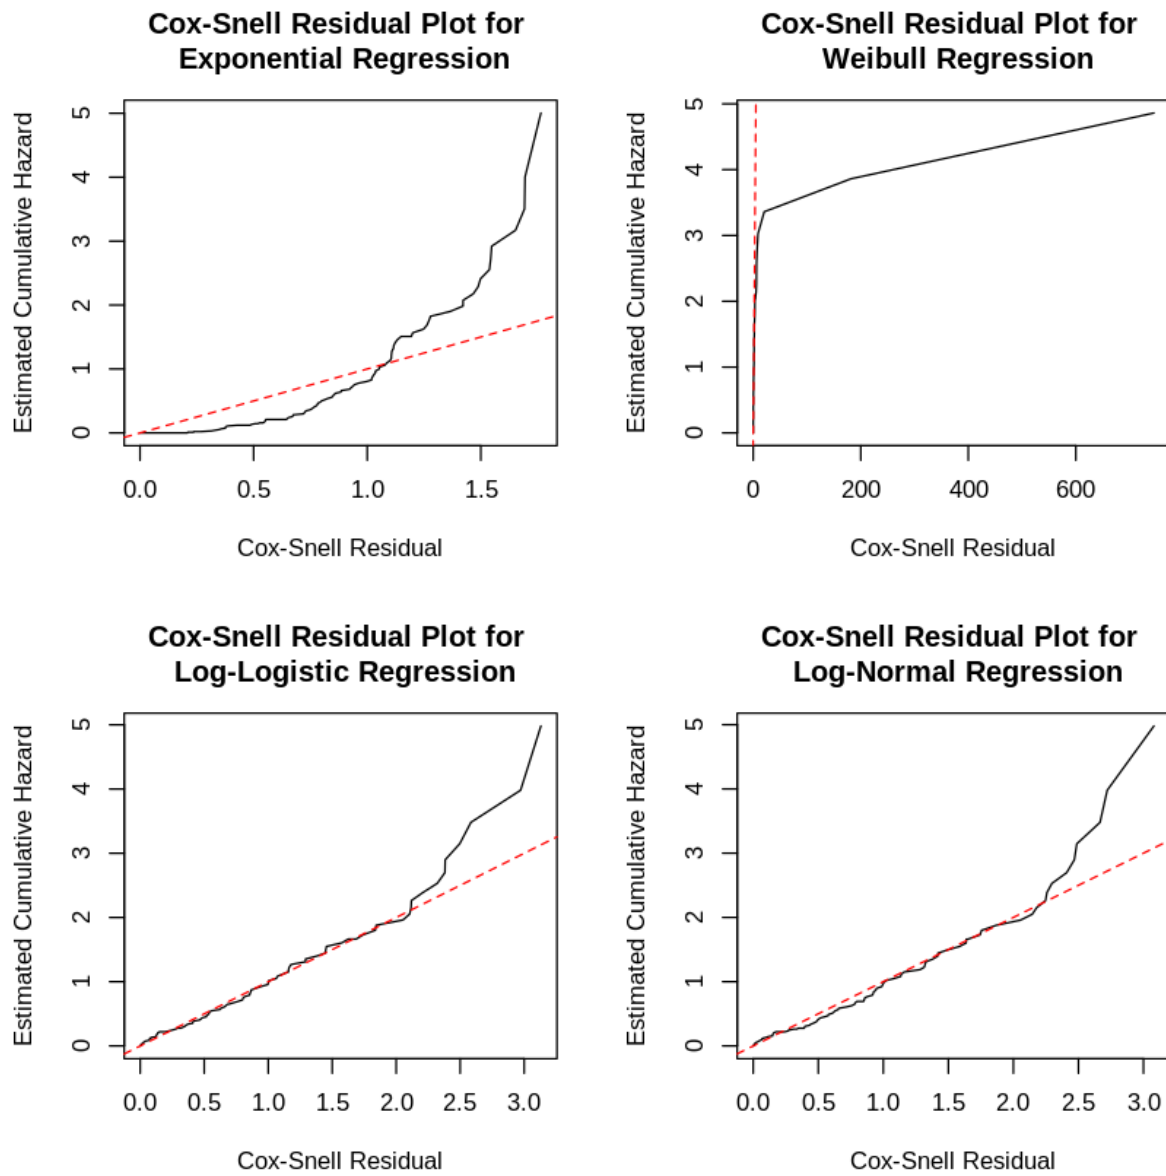 Cox-Snell Residual Plot for
Exponential Regression
Estimated Cumulative Hazard
5
4
3
2
1
0
0.0 0.5 1.0 1.5
Cox-Snell Residual
Cox-Snell Residual Plot for
Weibull Regression
Estimated Cumulative Hazard
5
4
3
2
1
0
0 200 400 600
Cox-Snell Residual
Cox-Snell Residual Plot for
Log-Logistic Regression
Estimated Cumulative Hazard
5
4
3
2
1
0
0.0 0.5 1.0 1.5 2.0 2.5 3.0
Cox-Snell Residual
Cox-Snell Residual Plot for
Log-Normal Regression
Estimated Cumulative Hazard
5
4
3
2
1
0
0.0 0.5 1.0 1.5 2.0 2.5 3.0
Cox-Snell Residual